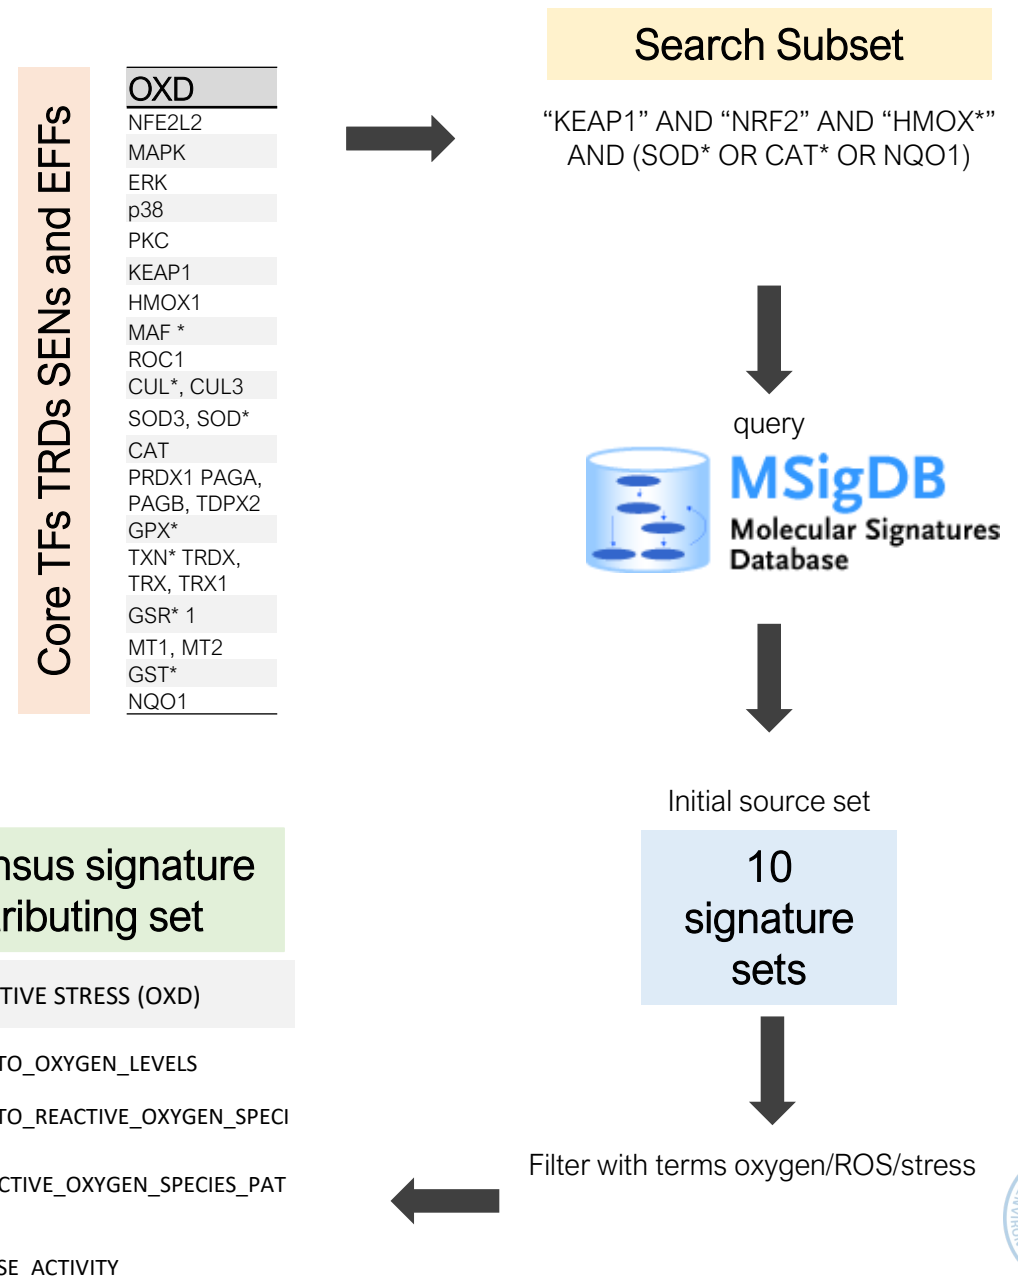 Search Subset
Core TFs TRDs SENs and EFFs
OXD
NFE2L2
MAPK
ERK
p38
PKC
KEAP1
HMOX1
MAF *
ROC1
CUL*, CUL3
SOD3, SOD*
CAT
PRDX1 PAGA,
PAGB, TDPX2
GPX*
TXN* TRDX,
TRX, TRX1
GSR* 1
MT1, MT2
GST*
NQO1
“KEAP1” AND “NRF2” AND “HMOX*”
AND (SOD* OR CAT* OR NQO1)
query
MSigDB
Molecular Signatures
Database
Initial source set
10
signature
sets
Filter with terms oxygen/ROS/stress
nsus signature
ributing set
TIVE STRESS (OXD)
TO_OXYGEN_LEVELS
TO_REACTIVE_OXYGEN_SPECI
CTIVE_OXYGEN_SPECIES_PAT
SE_ACTIVITY